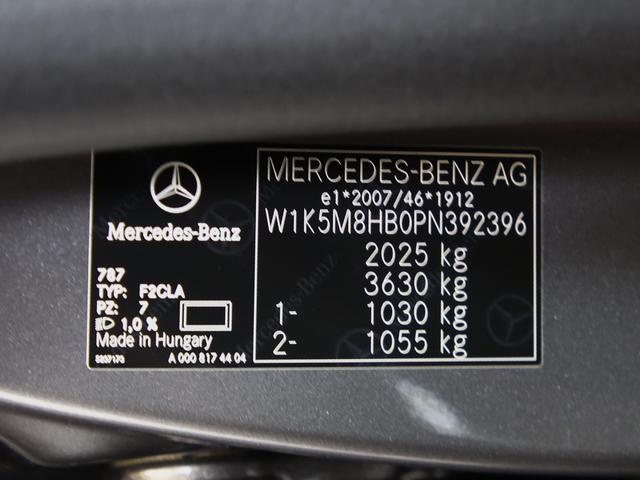 Mercedes-Benz
787
TYP: F2CLA
PZ: 7
1,0 %
Made in Hungary
A 000 817 44 04
MERCEDES-BENZ AG
e1*2007/46*1912
W1K5M8HB0PN392396
2025 kg
3630 kg
1- 1030 kg
2- 1055 kg